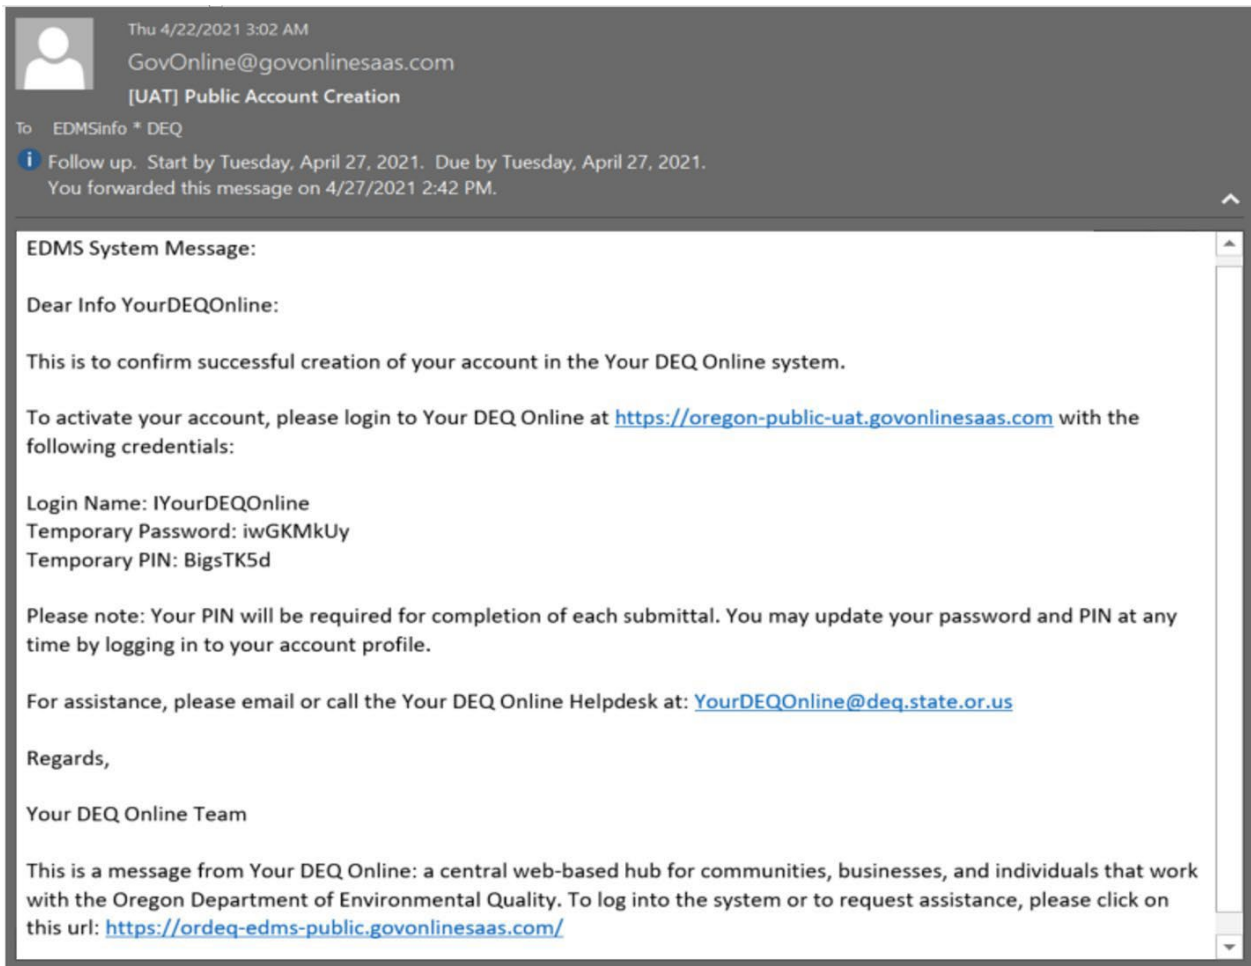 Thu 4/22/2021 3:02 AM
GovOnline@govonlinesaas.com
[UAT] Public Account Creation
To EDMSinfo * DEQ
Follow up. Start by Tuesday, April 27, 2021. Due by Tuesday, April 27, 2021.
You forwarded this message on 4/27/2021 2:42 PM.
EDMS System Message:
Dear Info YourDEQOnline:
This is to confirm successful creation of your account in the Your DEQ Online system.
To activate your account, please login to Your DEQ Online at https://oregon-public-uat.govonlinesaas.com with the
following credentials:
Login Name: IYourDEQOnline
Temporary Password: iwGKMkUy
Temporary PIN: BigsTK5d
Please note: Your PIN will be required for completion of each submittal. You may update your password and PIN at any
time by logging in to your account profile.
For assistance, please email or call the Your DEQ Online Helpdesk at: YourDEQOnline@deq.state.or.us
Regards,
Your DEQ Online Team
This is a message from Your DEQ Online: a central web-based hub for communities, businesses, and individuals that work
with the Oregon Department of Environmental Quality. To log into the system or to request assistance, please click on
this url: https://ordeq-edms-public.govonlinesaas.com/